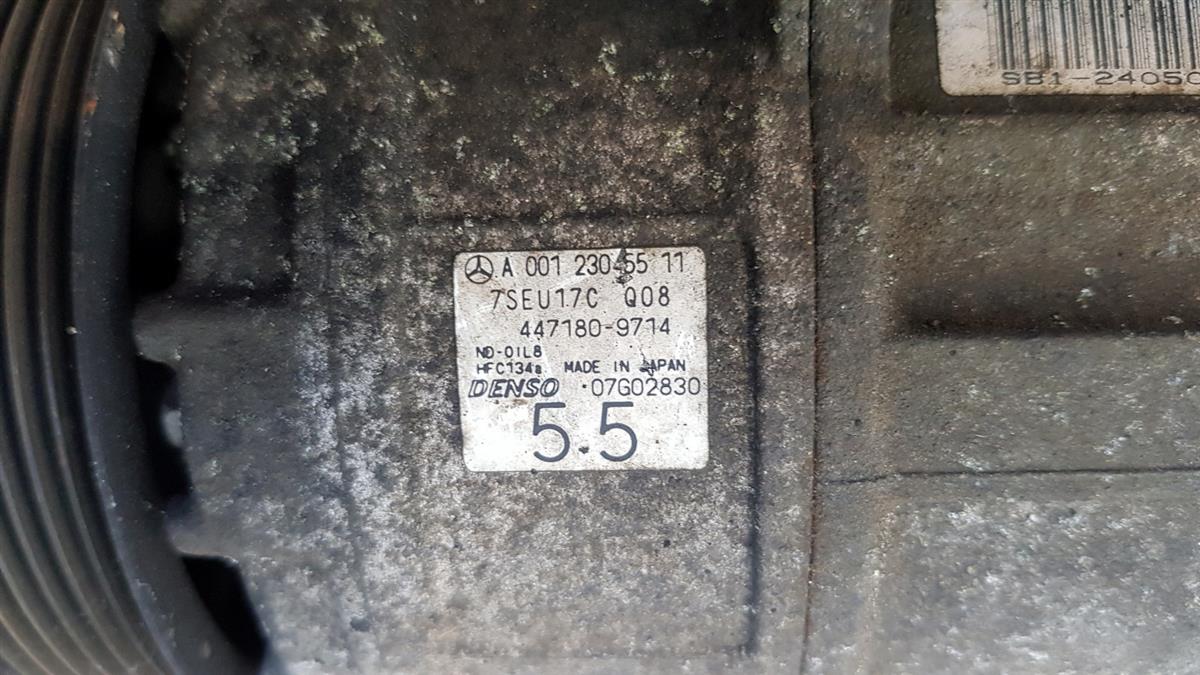 SB1-2405
A 001 230 55 11
7SEU17C Q08
447180-9714
ND-OIL8
HFC134a MADE IN JAPAN
DENSO 07G02830
5.5